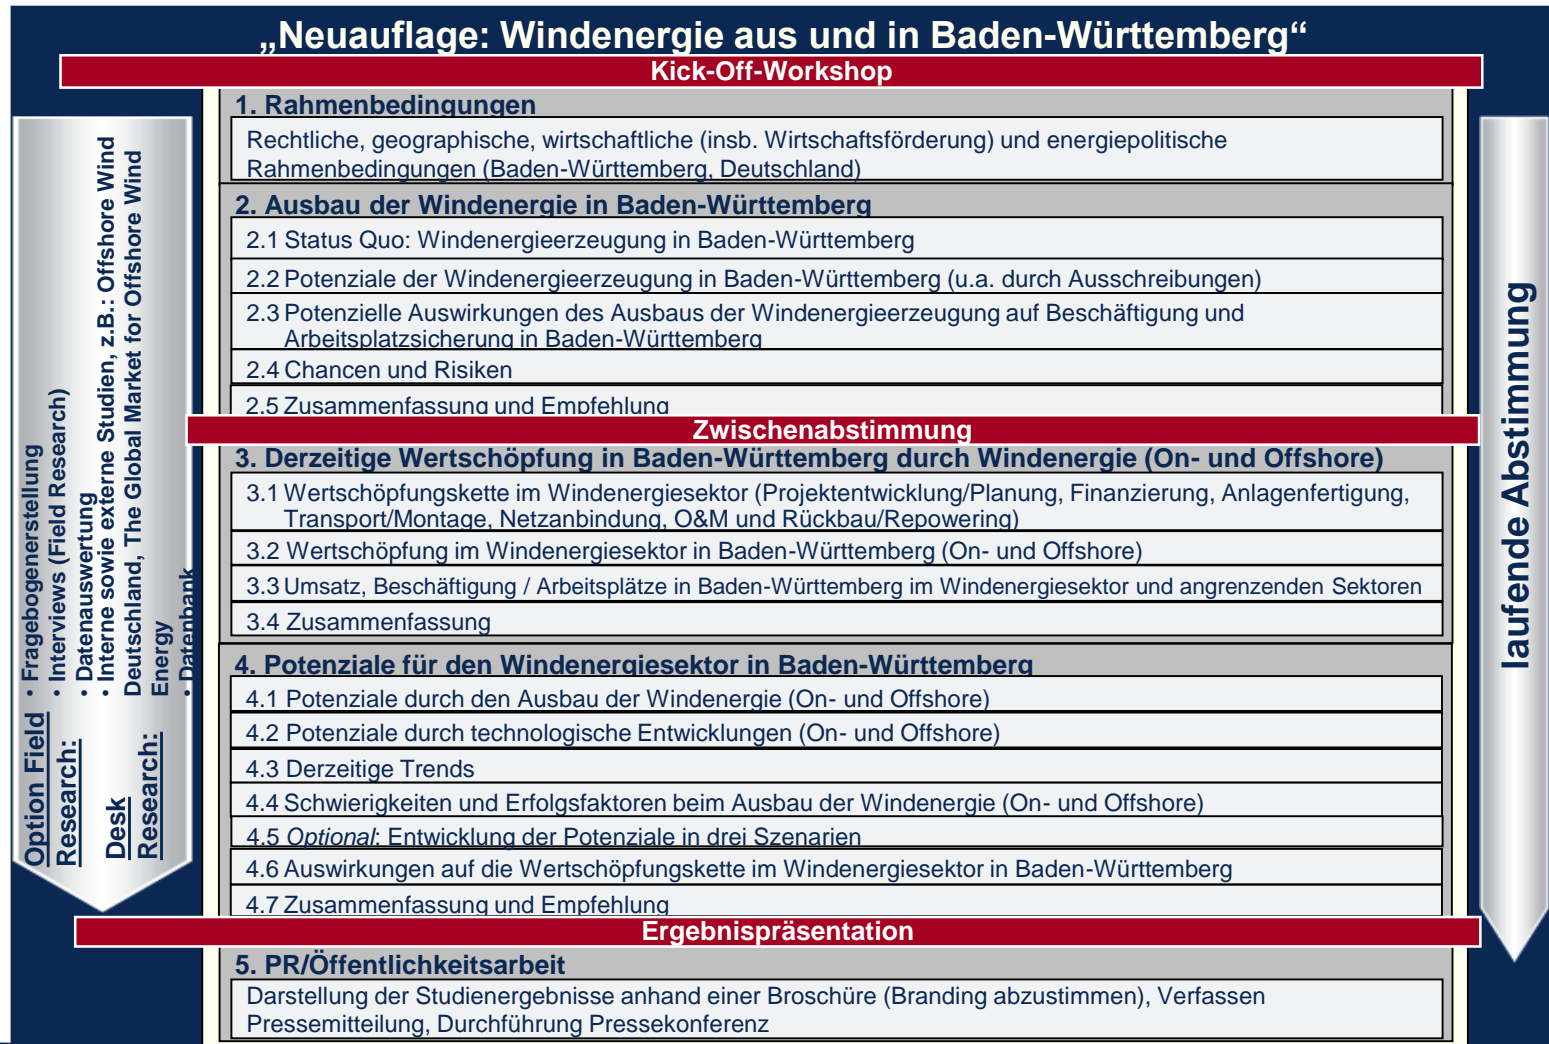 „Neuauflage: Windenergie aus und in Baden-Württemberg“
Kick-Off-Workshop
1. Rahmenbedingungen
Rechtliche, geographische, wirtschaftliche (insb. Wirtschaftsförderung) und energiepolitische
Rahmenbedingungen (Baden-Württemberg, Deutschland)
2. Ausbau der Windenergie in Baden-Württemberg
2.1 Status Quo: Windenergieerzeugung in Baden-Württemberg
2.2 Potenziale der Windenergieerzeugung in Baden-Württemberg (u.a. durch Ausschreibungen)
2.3 Potenzielle Auswirkungen des Ausbaus der Windenergieerzeugung auf Beschäftigung und
Arbeitsplatzsicherung in Baden-Württemberg
2.4 Chancen und Risiken
2.5 Zusammenfassung und Empfehlung
Zwischenabstimmung
3. Derzeitige Wertschöpfung in Baden-Württemberg durch Windenergie (On- und Offshore)
3.1 Wertschöpfungskette im Windenergiesektor (Projektentwicklung/Planung, Finanzierung, Anlagenfertigung,
Transport/Montage, Netzanbindung, O&M und Rückbau/Repowering)
3.2 Wertschöpfung im Windenergiesektor in Baden-Württemberg (On- und Offshore)
3.3 Umsatz, Beschäftigung / Arbeitsplätze in Baden-Württemberg im Windenergiesektor und angrenzenden Sektoren
3.4 Zusammenfassung
4. Potenziale für den Windenergiesektor in Baden-Württemberg
4.1 Potenziale durch den Ausbau der Windenergie (On- und Offshore)
4.2 Potenziale durch technologische Entwicklungen (On- und Offshore)
4.3 Derzeitige Trends
4.4 Schwierigkeiten und Erfolgsfaktoren beim Ausbau der Windenergie (On- und Offshore)
4.5 Optional: Entwicklung der Potenziale in drei Szenarien
4.6 Auswirkungen auf die Wertschöpfungskette im Windenergiesektor in Baden-Württemberg
4.7 Zusammenfassung und Empfehlung
Ergebnispräsentation
5. PR/Öffentlichkeitsarbeit
Darstellung der Studienergebnisse anhand einer Broschüre (Branding abzustimmen), Verfassen
Pressemitteilung, Durchführung Pressekonferenz
Option Field
Research:
• Fragebogenerstellung
• Interviews (Field Research)
Desk
Research:
• Datenauswertung
• Interne sowie externe Studien, z.B.: Offshore Wind
Deutschland, The Global Market for Offshore Wind
Energy
• Datenbank
laufende Abstimmung